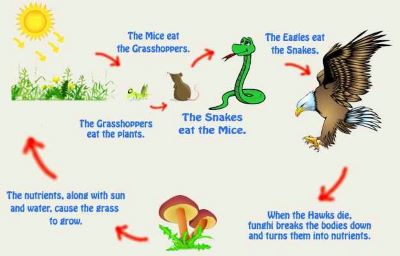 The Mice eat
the Grasshoppers.
The Eagles eat
the Snakes.
The Grasshoppers
eat the plants.
The Snakes
eat the Mice.
The nutrients, along with sun
and water, cause the grass
to grow.
When the Hawks die,
funghi breaks the bodies down
and turns them into nutrients.